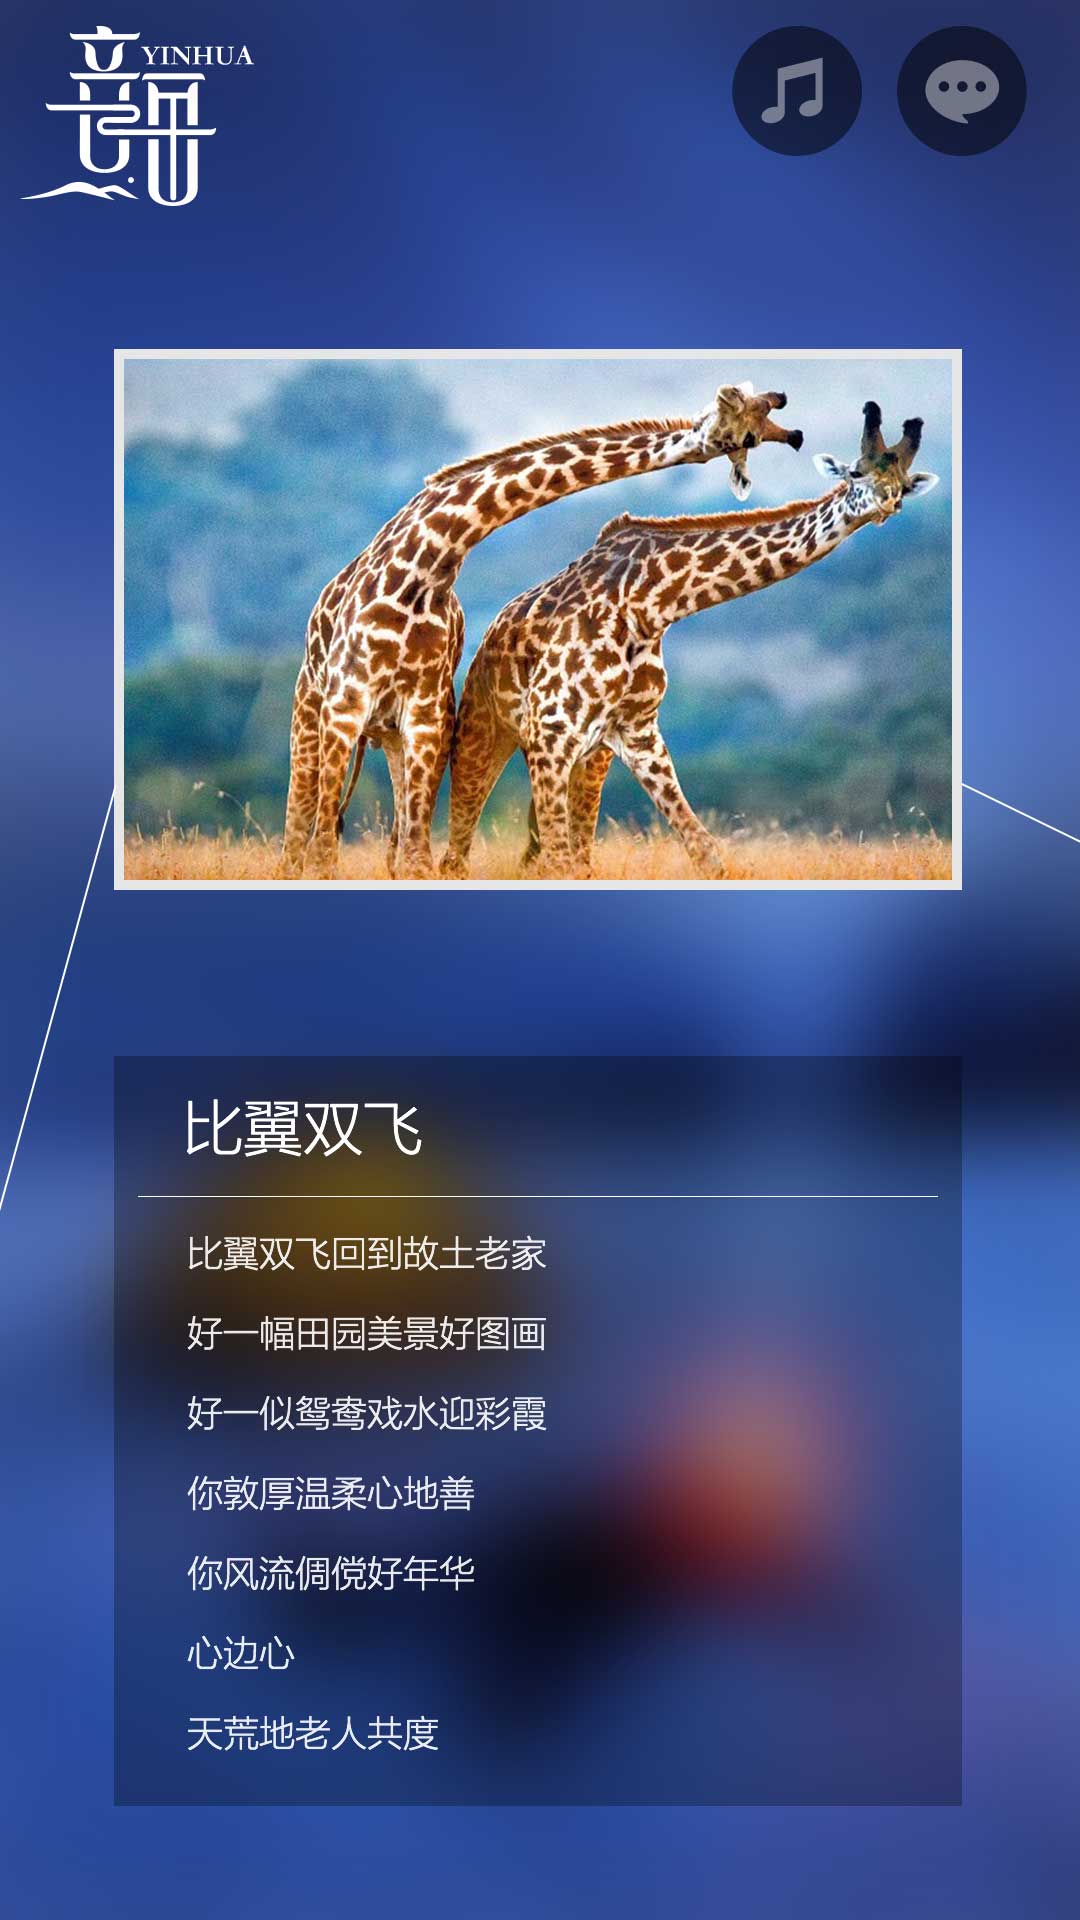 YINHUA
比翼双飞
比翼双飞回到故土老家
好一幅田园美景好图画
好一似鸳鸯戏水迎彩霞
你敦厚温柔心地善
你风流倜傥好年华
心边心
天荒地老人共度